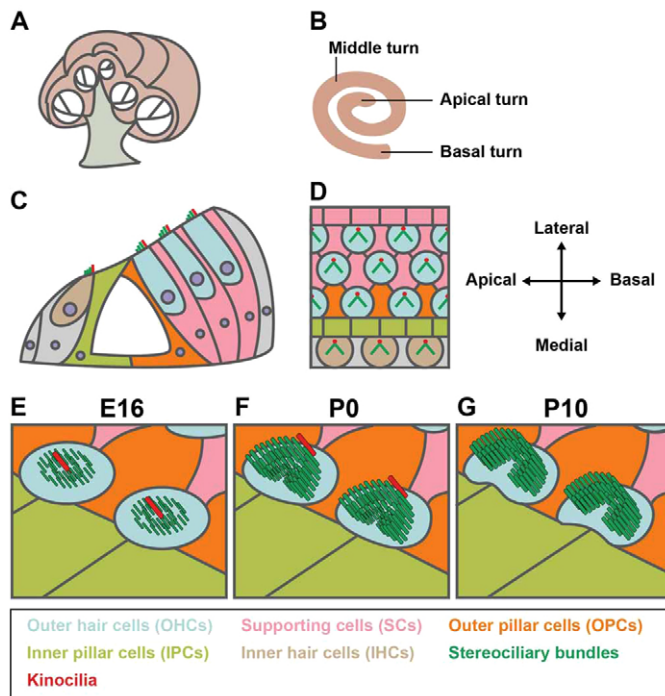 A
B
Middle turn
Apical turn
Basal turn
C
D
Lateral
Apical
Basal
Medial
E
E16
F
P0
G
P10
Outer hair cells (OHCs)
Supporting cells (SCs)
Outer pillar cells (OPCs)
Inner pillar cells (IPCs)
Inner hair cells (IHCs)
Stereociliary bundles
Kinocilia